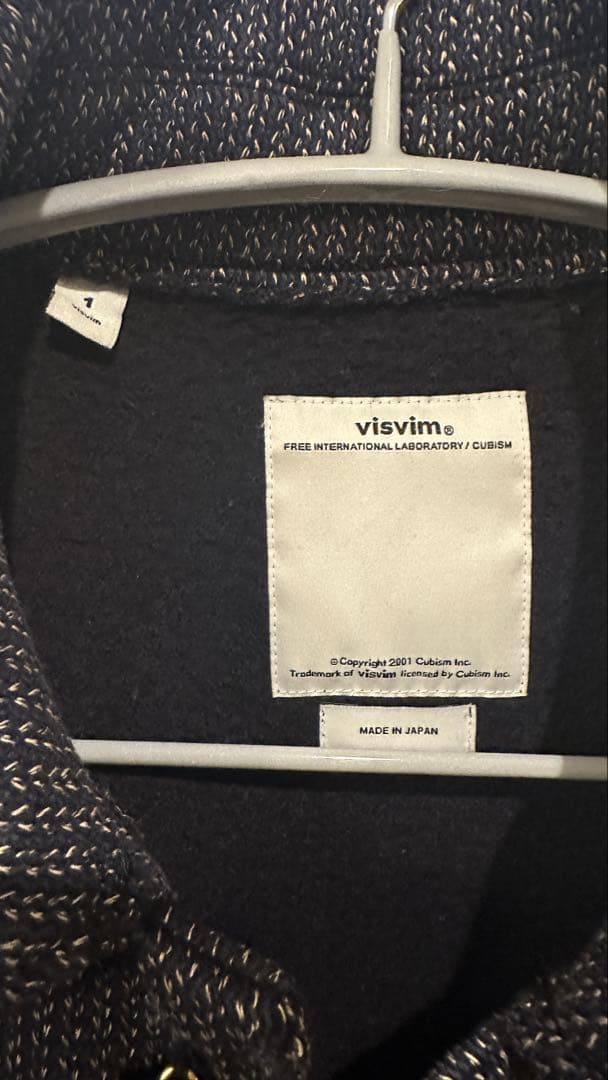 1
visvim
visvim®
FREE INTERNATIONAL LABORATORY / CUBISM
© Copyright 2001 Cubism Inc.
Trademark of visvim licensed by Cubism Inc.
MADE IN JAPAN